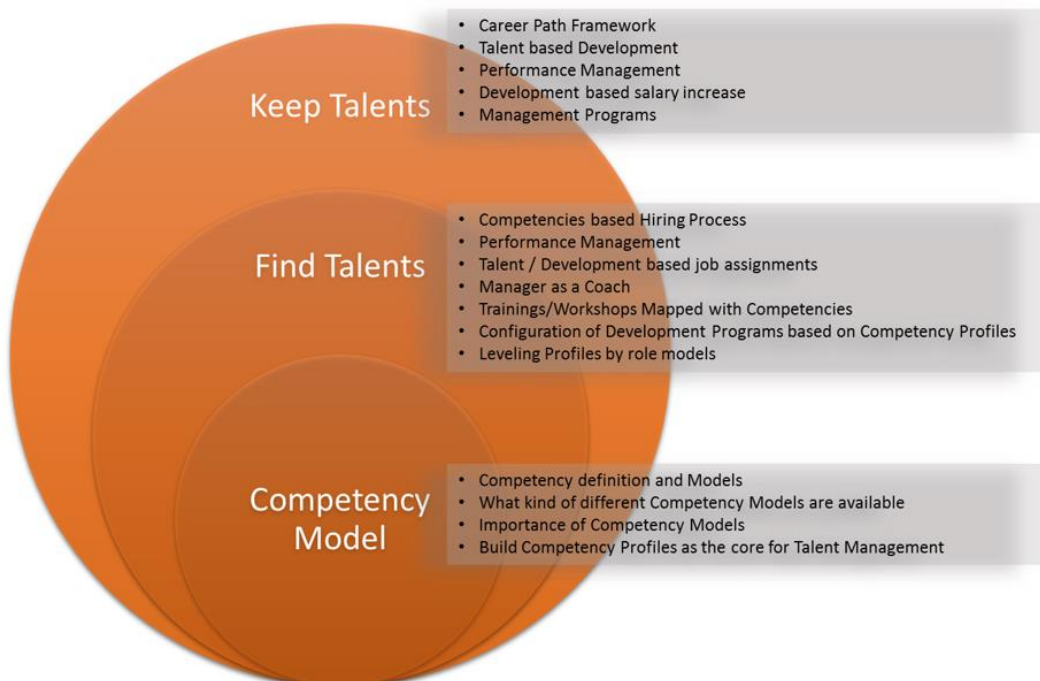 Keep Talents
• Career Path Framework
• Talent based Development
• Performance Management
• Development based salary increase
• Management Programs
Find Talents
• Competencies based Hiring Process
• Performance Management
• Talent / Development based job assignments
• Manager as a Coach
• Trainings/Workshops Mapped with Competencies
• Configuration of Development Programs based on Competency Profiles
• Leveling Profiles by role models
Competency
Model
• Competency definition and Models
• What kind of different Competency Models are available
• Importance of Competency Models
• Build Competency Profiles as the core for Talent Management